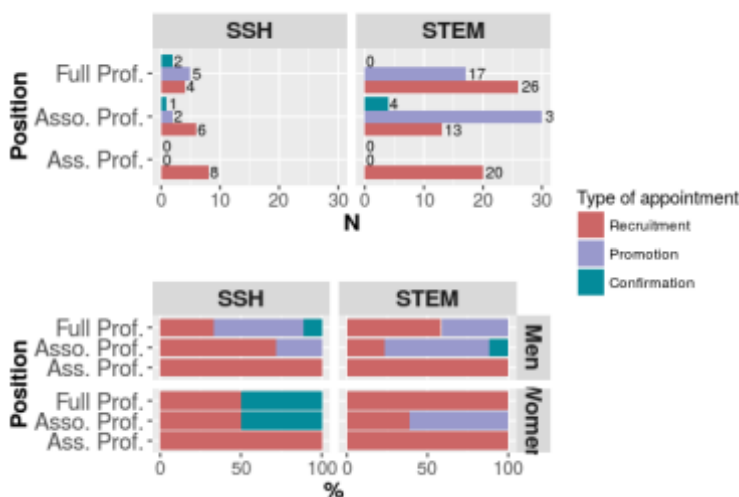 SSH STEM
Full Prof.
2
5
4
0
17
26
Asso. Prof.
1
2
6
4
3
13
Ass. Prof.
0
0
8
0
0
20
0 10 20 30 0 10 20 30
N
Position
Type of appointment
Recruitment
Promotion
Confirmation
SSH STEM
Full Prof.
Asso. Prof.
Ass. Prof.
Men
Full Prof.
Asso. Prof.
Ass. Prof.
Women
0 50 100 0 50 100
%
Position